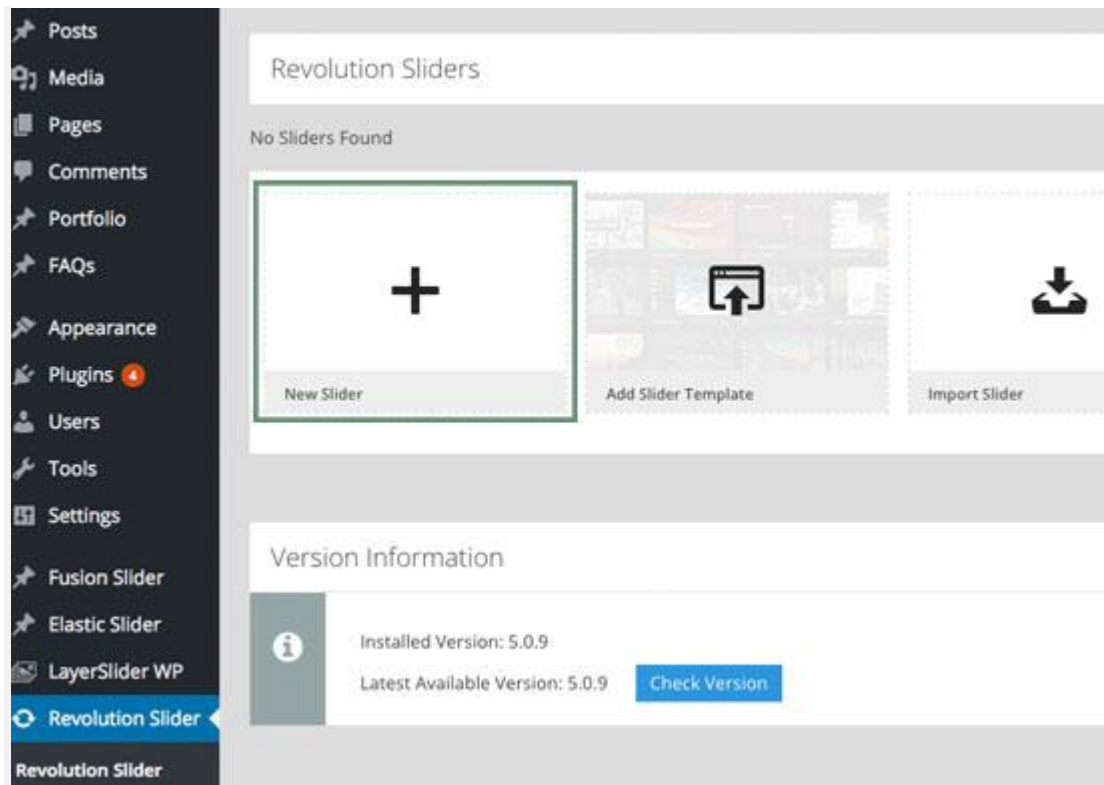 Posts
Media
Pages
Comments
Portfolio
FAQs
Appearance
Plugins 4
Users
Tools
Settings
Fusion Slider
Elastic Slider
LayerSlider WP
Revolution Slider
Revolution Slider
Revolution Sliders
No Sliders Found
New Slider
Add Slider Template
Import Slider
Version Information
Installed Version: 5.0.9
Latest Available Version: 5.0.9 Check Version